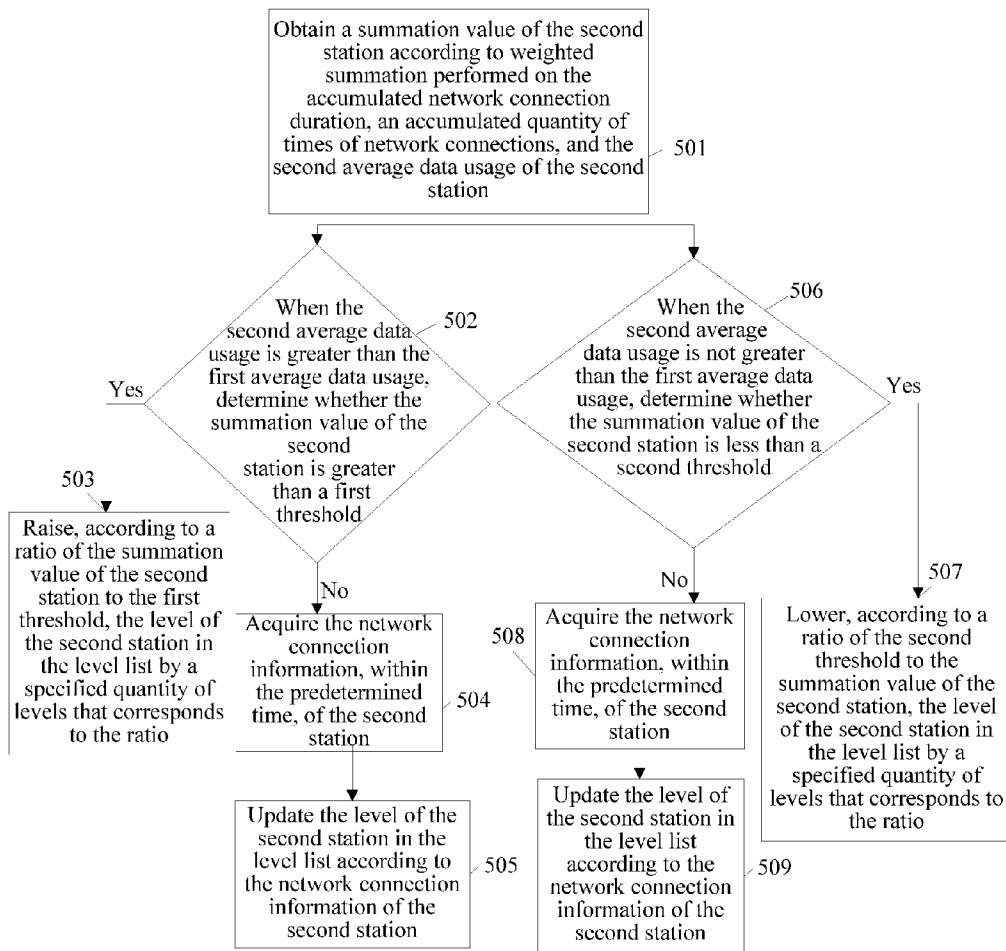 Obtain a summation value of the second
station according to weighted
summation performed on the
accumulated network connection
duration, an accumulated quantity of
times of network connections, and the
second average data usage of the second
station
501
When the
second average data
usage is greater than the
first average data usage,
determine whether the
summation value of the
second
station is greater
than a first
threshold
502
Yes
No
503
Raise, according to a
ratio of the summation
value of the second
station to the first
threshold, the level of
the second station in
the level list by a
specified quantity of
levels that corresponds
to the ratio
Acquire the network
connection
information, within
the predetermined
time, of the second
station
504
Update the level of the
second station in the
level list according to
the network connection
information of the
second station
505
When the
second average
data usage is not greater
than the first average data
usage, determine whether
the summation value of the
second station is less than a
second threshold
506
Yes
No
507
Lower, according to a
ratio of the second
threshold to the
summation value of the
second station, the level
of the second station in
the level list by a
specified quantity of
levels that corresponds to
the ratio
508
Acquire the network
connection
information, within
the predetermined
time, of the second
station
Update the level of
the second station in
the level list
according to the
network connection
information of the
second station
509